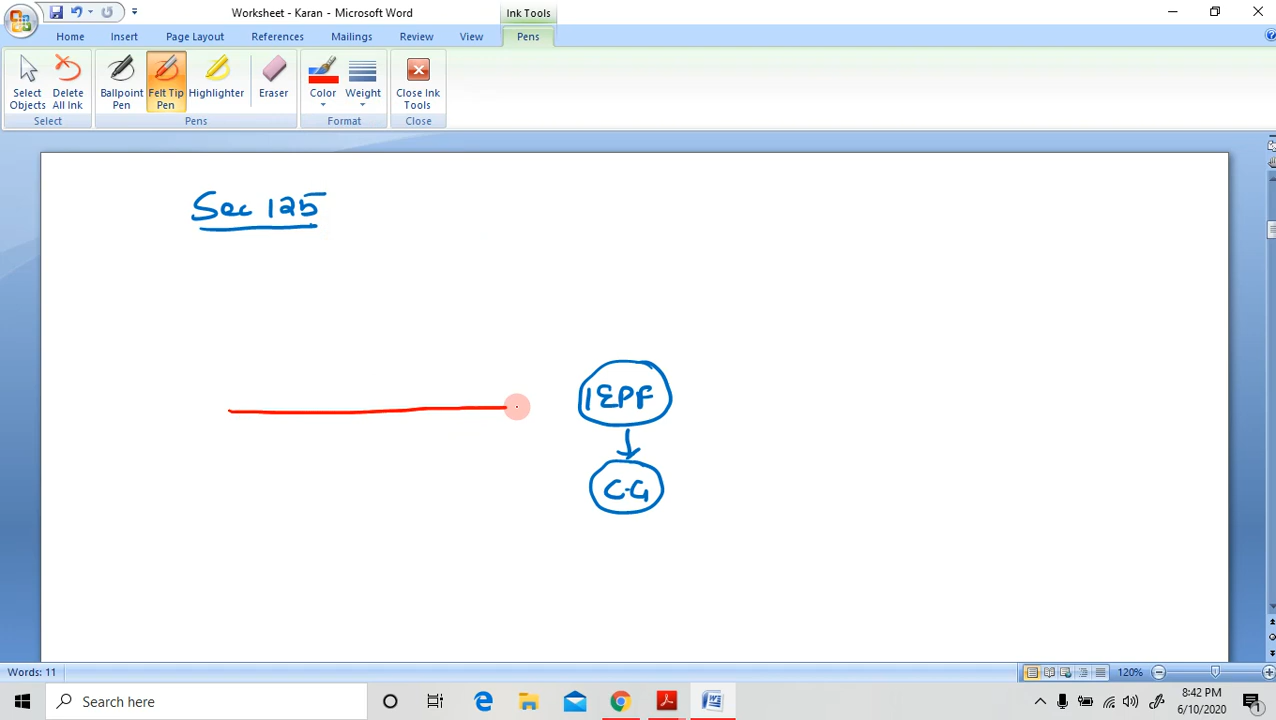 Worksheet - Karan - Microsoft Word
Ink Tools
Home Insert Page Layout References Mailings Review View Pens
Select Objects
Delete All Ink
Ballpoint Pen
Felt Tip Pen
Highlighter
Eraser
Color
Weight
Close Ink Tools
Select Pens Format Close
Sec 125
IEPF
C.G
Words: 11
120%
Search here
8:42 PM
6/10/2020
1